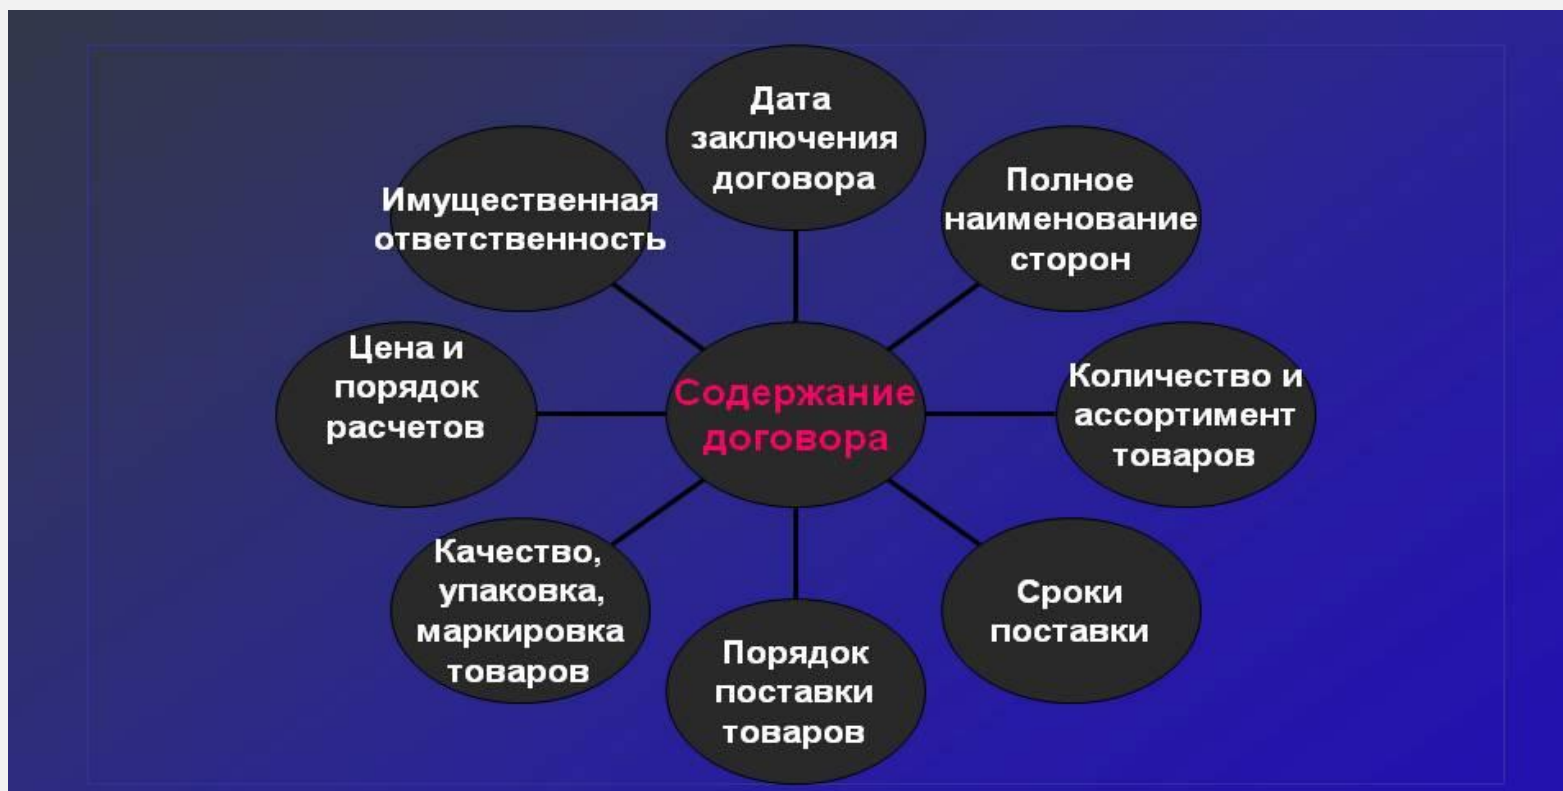 Дата
заключения
договора
Полное
наименование
сторон
Количество и
ассортимент
товаров
Сроки
поставки
Порядок
поставки
товаров
Качество,
упаковка,
маркировка
товаров
Цена и
порядок
расчетов
Имущественная
ответственность
Содержание
договора